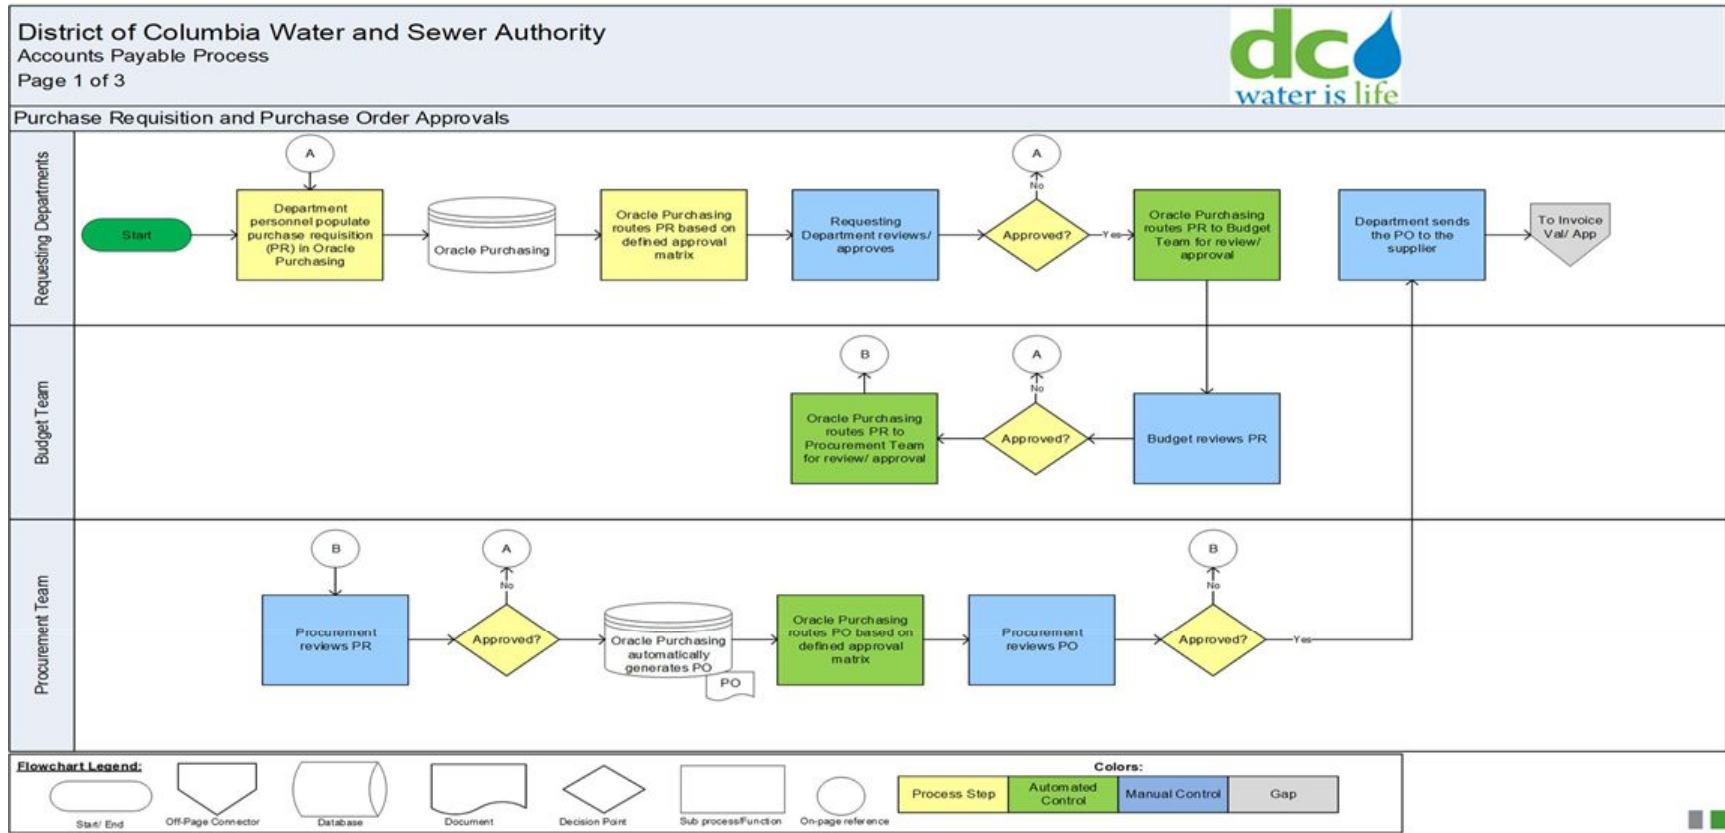 District of Columbia Water and Sewer Authority
Accounts Payable Process
Page 1 of 3
dc
water is life
Purchase Requisition and Purchase Order Approvals
Requesting Departments
Start
A
Department
personnel populate
purchase requisition
(PR) in Oracle
Purchasing
Oracle Purchasing
Oracle Purchasing
routes PR based on
defined approval
matrix
Requesting
Department reviews/
approves
A
No
Approved?
Yes
Oracle Purchasing
routes PR to Budget
Team for review/
approval
Department sends
the PO to the
supplier
To Invoice
Val/ App
Budget Team
B
Oracle Purchasing
routes PR to
Procurement Team
for review/ approval
A
No
Approved?
Budget reviews PR
Procurement Team
B
Procurement
reviews PR
A
No
Approved?
Oracle Purchasing
automatically
generates PO
PO
Oracle Purchasing
routes PO based on
defined approval
matrix
Procurement
reviews PO
B
No
Approved?
Yes
Flowchart Legend:
Start/ End
Off-Page Connector
Database
Document
Decision Point
Sub process/Function
On-page reference
Colors:
Process Step
Automated
Control
Manual Control
Gap